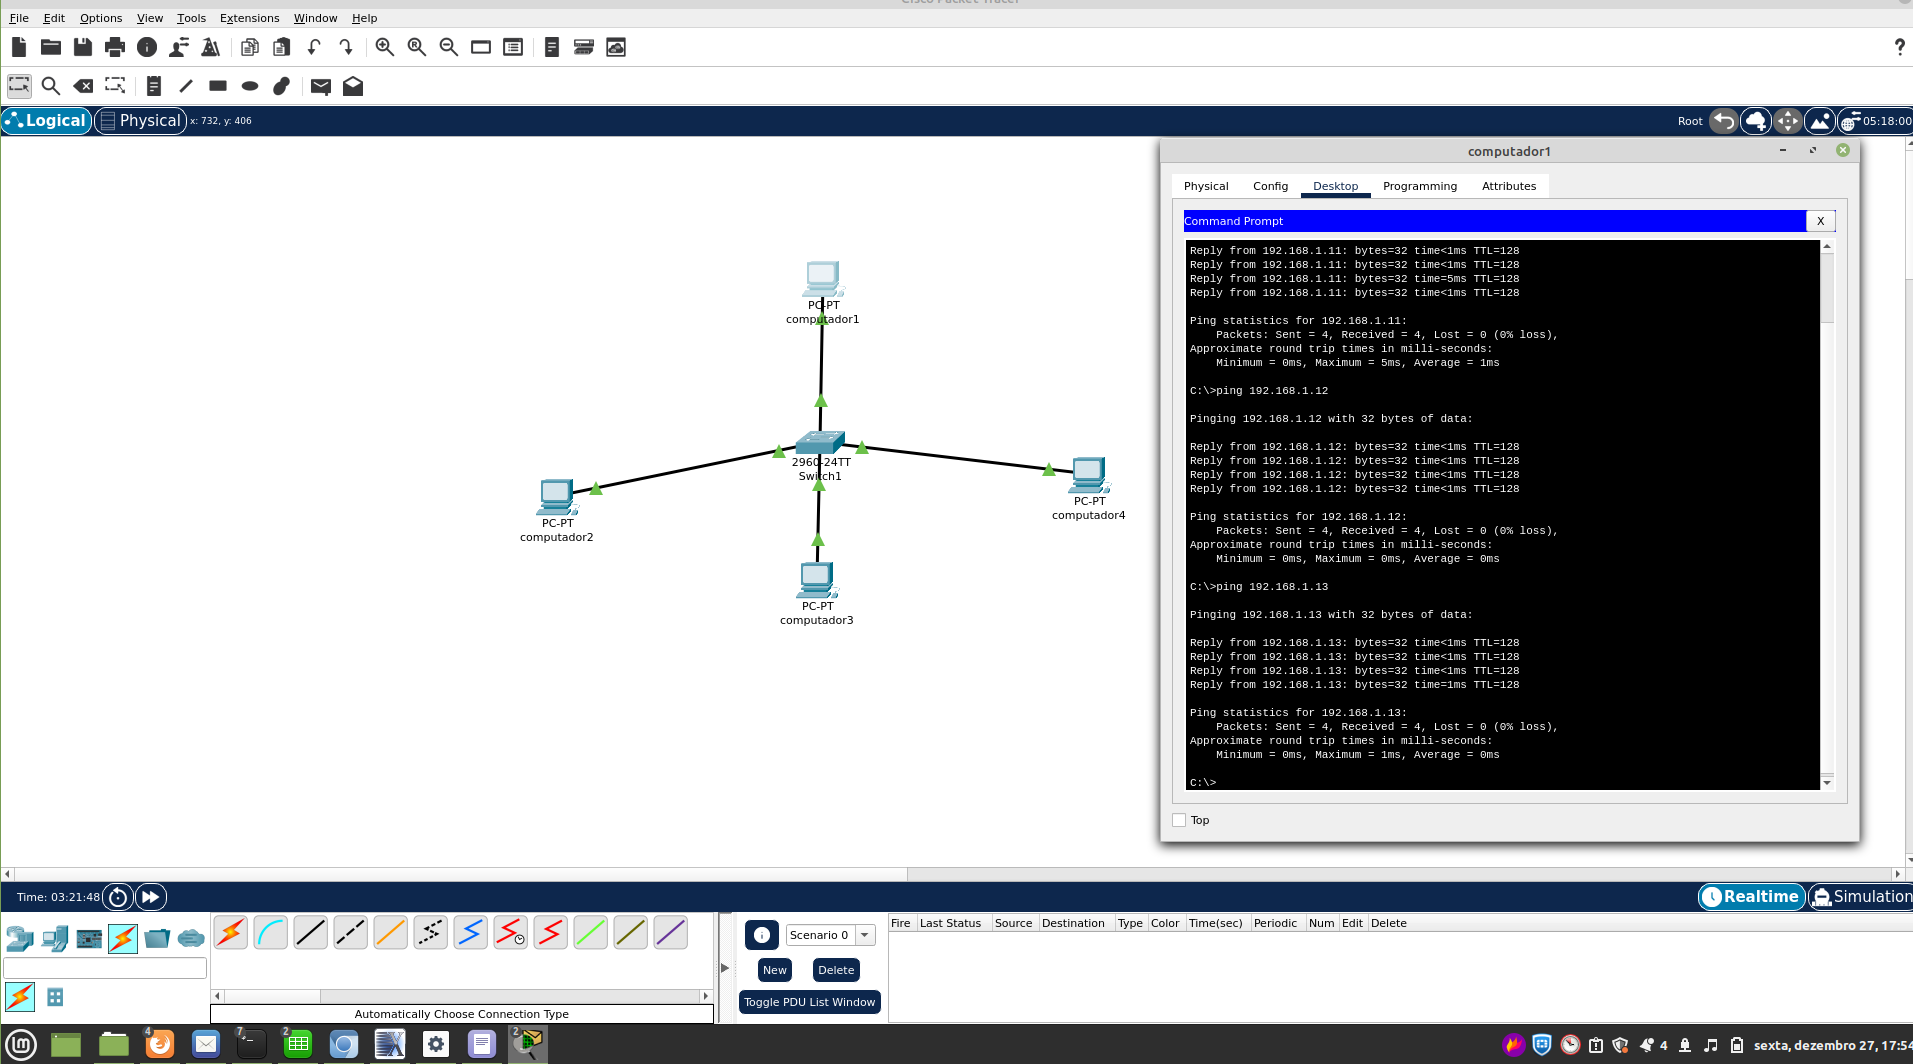 Cisco Packet Tracer
File Edit Options View Tools Extensions Window Help
?
Logical Physical x: 732, y: 406 Root 05:18:00
computador1
Physical Config Desktop Programming Attributes
Command Prompt X
Reply from 192.168.1.11: bytes=32 time<1ms TTL=128
Reply from 192.168.1.11: bytes=32 time<1ms TTL=128
Reply from 192.168.1.11: bytes=32 time=5ms TTL=128
Reply from 192.168.1.11: bytes=32 time<1ms TTL=128
Ping statistics for 192.168.1.11:
Packets: Sent = 4, Received = 4, Lost = 0 (0% loss),
Approximate round trip times in milli-seconds:
Minimum = 0ms, Maximum = 5ms, Average = 1ms
C:\>ping 192.168.1.12
Pinging 192.168.1.12 with 32 bytes of data:
Reply from 192.168.1.12: bytes=32 time<1ms TTL=128
Reply from 192.168.1.12: bytes=32 time<1ms TTL=128
Reply from 192.168.1.12: bytes=32 time<1ms TTL=128
Reply from 192.168.1.12: bytes=32 time<1ms TTL=128
Ping statistics for 192.168.1.12:
Packets: Sent = 4, Received = 4, Lost = 0 (0% loss),
Approximate round trip times in milli-seconds:
Minimum = 0ms, Maximum = 0ms, Average = 0ms
C:\>ping 192.168.1.13
Pinging 192.168.1.13 with 32 bytes of data:
Reply from 192.168.1.13: bytes=32 time<1ms TTL=128
Reply from 192.168.1.13: bytes=32 time<1ms TTL=128
Reply from 192.168.1.13: bytes=32 time<1ms TTL=128
Reply from 192.168.1.13: bytes=32 time=1ms TTL=128
Ping statistics for 192.168.1.13:
Packets: Sent = 4, Received = 4, Lost = 0 (0% loss),
Approximate round trip times in milli-seconds:
Minimum = 0ms, Maximum = 1ms, Average = 0ms
C:\>
Top
PC-PT
computador1
2960-24TT
Switch1
PC-PT
computador2
PC-PT
computador4
PC-PT
computador3
Time: 03:21:48 Realtime Simulation
Scenario 0
New Delete
Toggle PDU List Window
Fire Last Status Source Destination Type Color Time(sec) Periodic Num Edit Delete
Automatically Choose Connection Type
4 7 2 2 4 sexta, dezembro 27, 17:54